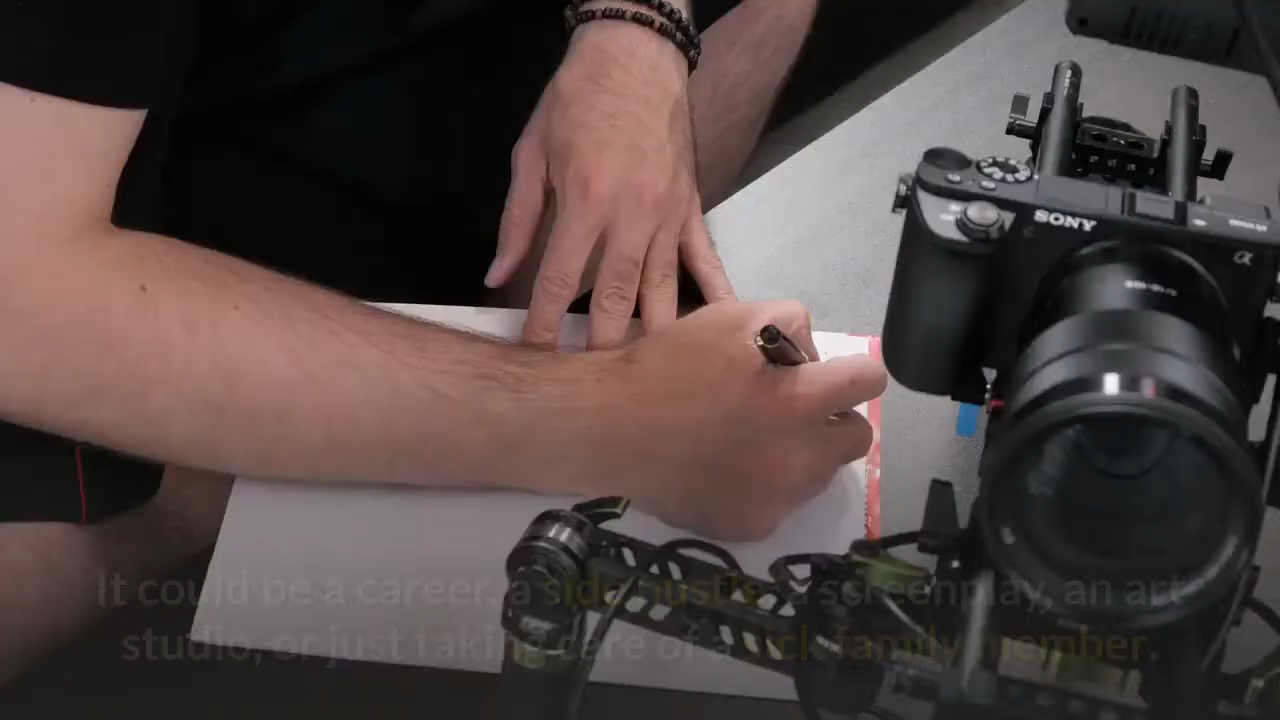 SONY
α
It could be a career, a side hustle, a screenplay, an art
studio, or just taking care of a sick family member.